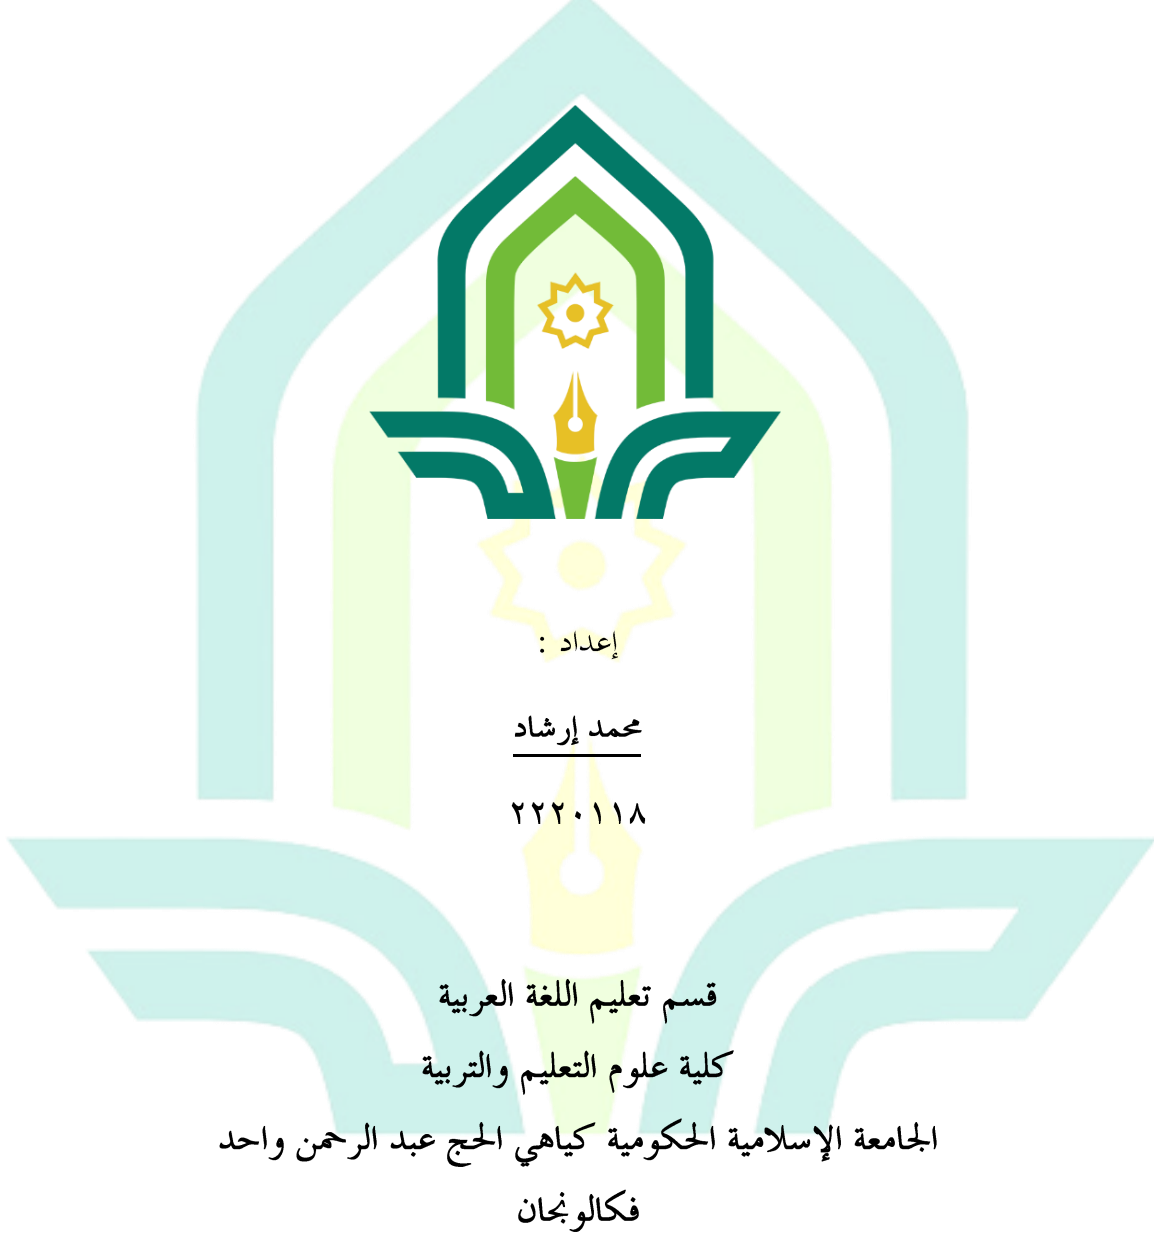 إعداد :
محمد إرشاد
٢٢٢٠١١٨
قسم تعليم اللغة العربية
كلية علوم التعليم والتربية
الجامعة الإسلامية الحكومية كياهي الحج عبد الرحمن واحد
فكالونجان